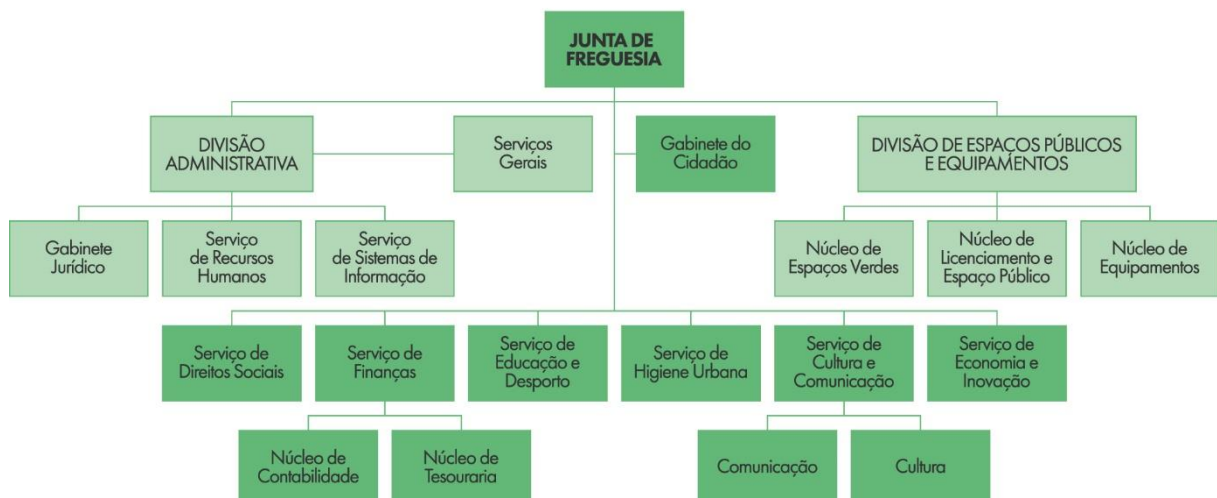 JUNTA DE
FREGUESIA
DIVISÃO
ADMINISTRATIVA
Serviços
Gerais
Gabinete do
Cidadão
DIVISÃO DE ESPAÇOS PÚBLICOS
E EQUIPAMENTOS
Gabinete
Jurídico
Serviço
de Recursos
Humanos
Serviço
de Sistemas de
Informação
Núcleo de
Espaços Verdes
Núcleo de
Licenciamento e
Espaço Público
Núcleo de
Equipamentos
Serviço de
Direitos Sociais
Serviço de
Finanças
Serviço de
Educação e
Desporto
Serviço de
Higiene Urbana
Serviço de
Cultura e
Comunicação
Serviço de
Economia e
Inovação
Núcleo de
Contabilidade
Núcleo de
Tesouraria
Comunicação
Cultura